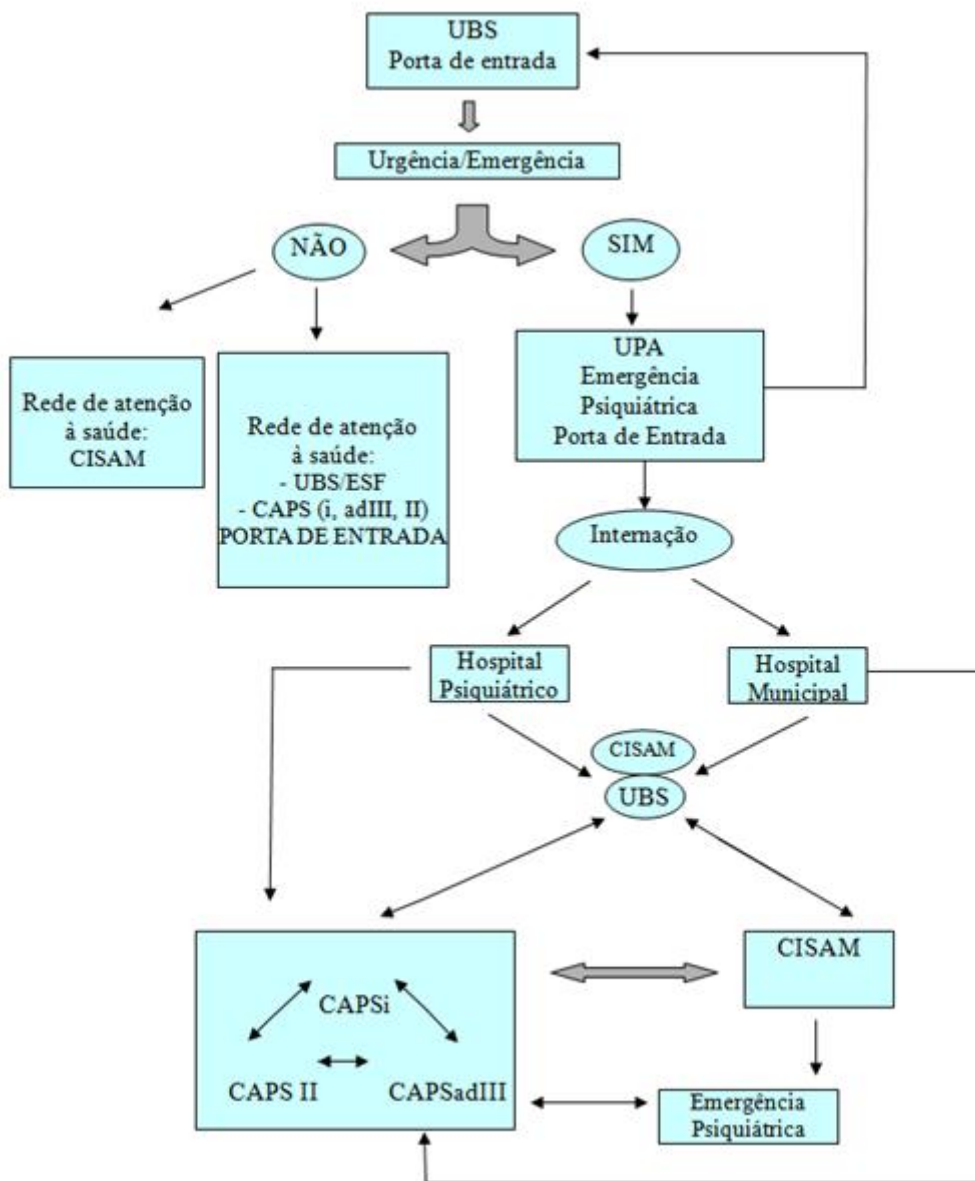 UBS
Porta de entrada
Urgência/Emergência
NÃO
SIM
Rede de atenção
à saúde:
CISAM
Rede de atenção
à saúde:
- UBS/ESF
- CAPS (i, adIII, II)
PORTA DE ENTRADA
UPA
Emergência
Psiquiátrica
Porta de Entrada
Internação
Hospital
Psiquiátrico
Hospital
Municipal
CISAM
UBS
CAPSi
CAPS II
CAPSadIII
CISAM
Emergência
Psiquiátrica